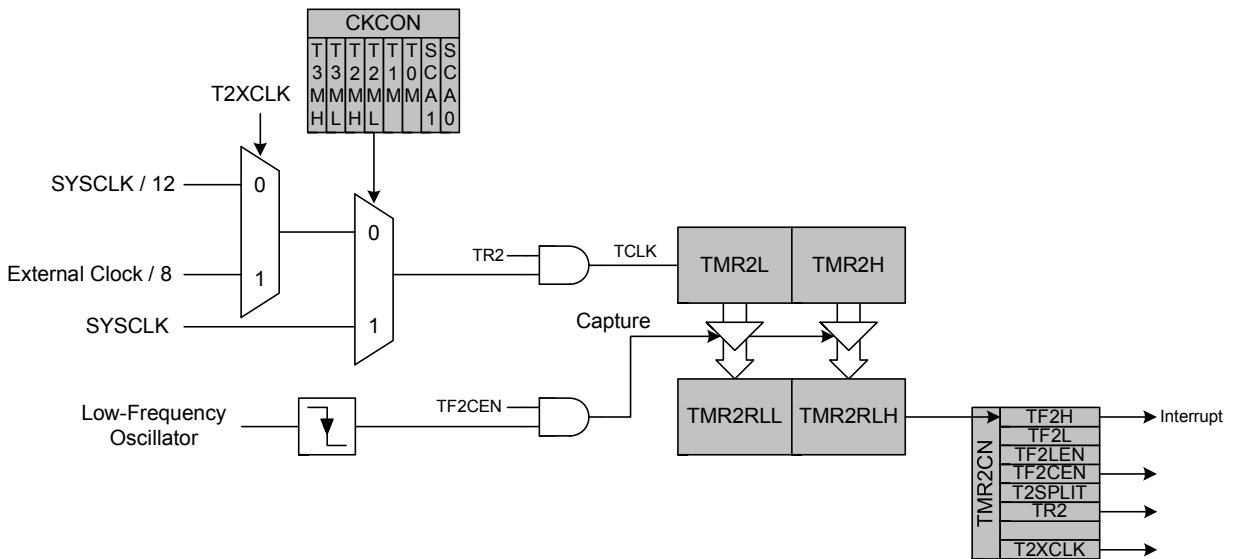 CKCON
T3MH
T3ML
T2MH
T2ML
T1M
T0M
SCA1
SCA0
T2XCLK
SYSCLK / 12
0
External Clock / 8
1
SYSCLK
0
1
TR2
TCLK
TMR2L
TMR2H
Capture
Low-Frequency
Oscillator
TF2CEN
TMR2RLL
TMR2RLH
TMR2CN
TF2H
TF2L
TF2LEN
TF2CEN
T2SPLIT
TR2
T2XCLK
Interrupt